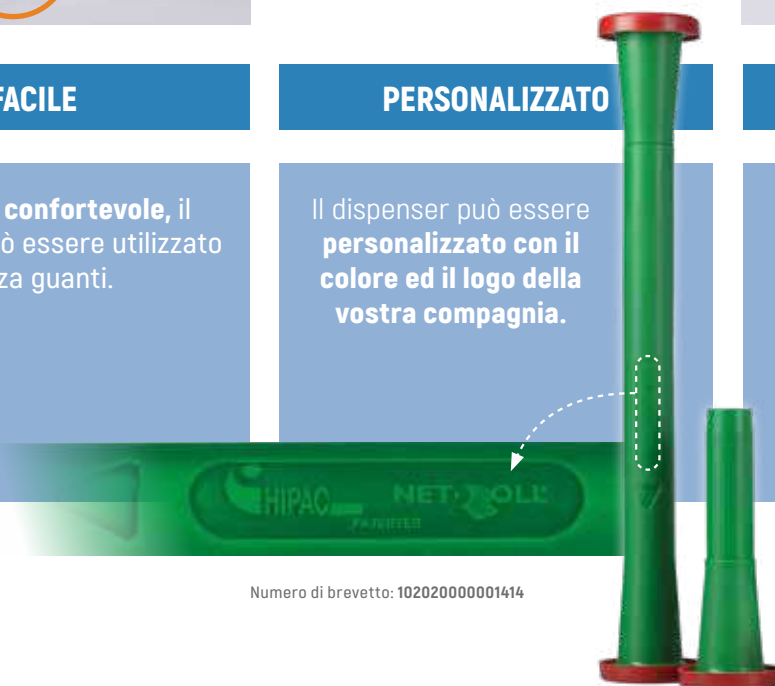 FACILE
confortevole, il
ò essere utilizzato
za guanti.
PERSONALIZZATO
Il dispenser può essere
personalizzato con il
colore ed il logo della
vostra compagnia.
HIPAC NET-ROLL
Numero di brevetto: 102020000001414